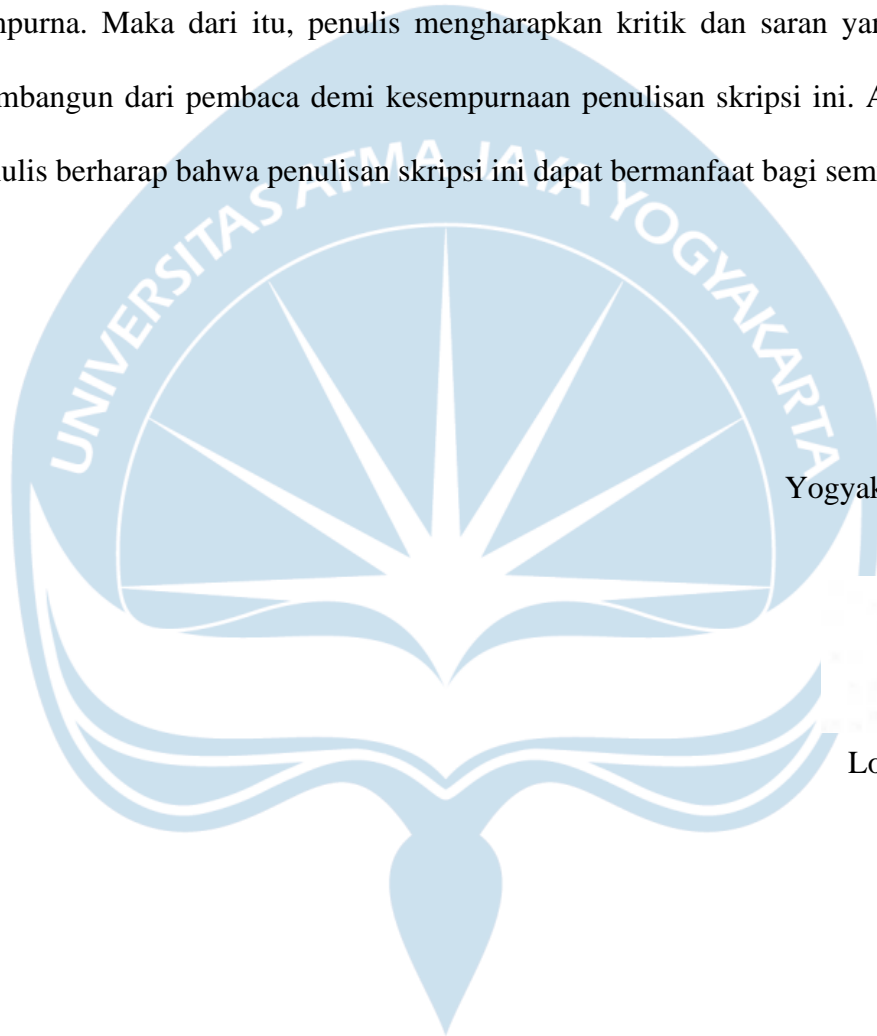 npurna. Maka dari itu, penulis mengharapkan kritik dan saran yan
mbangun dari pembaca demi kesempurnaan penulisan skripsi ini. A
ulis berharap bahwa penulisan skripsi ini dapat bermanfaat bagi sem
UNIVERSITAS ATMA JAYA YOGYAKARTA
Yogyak
Lo